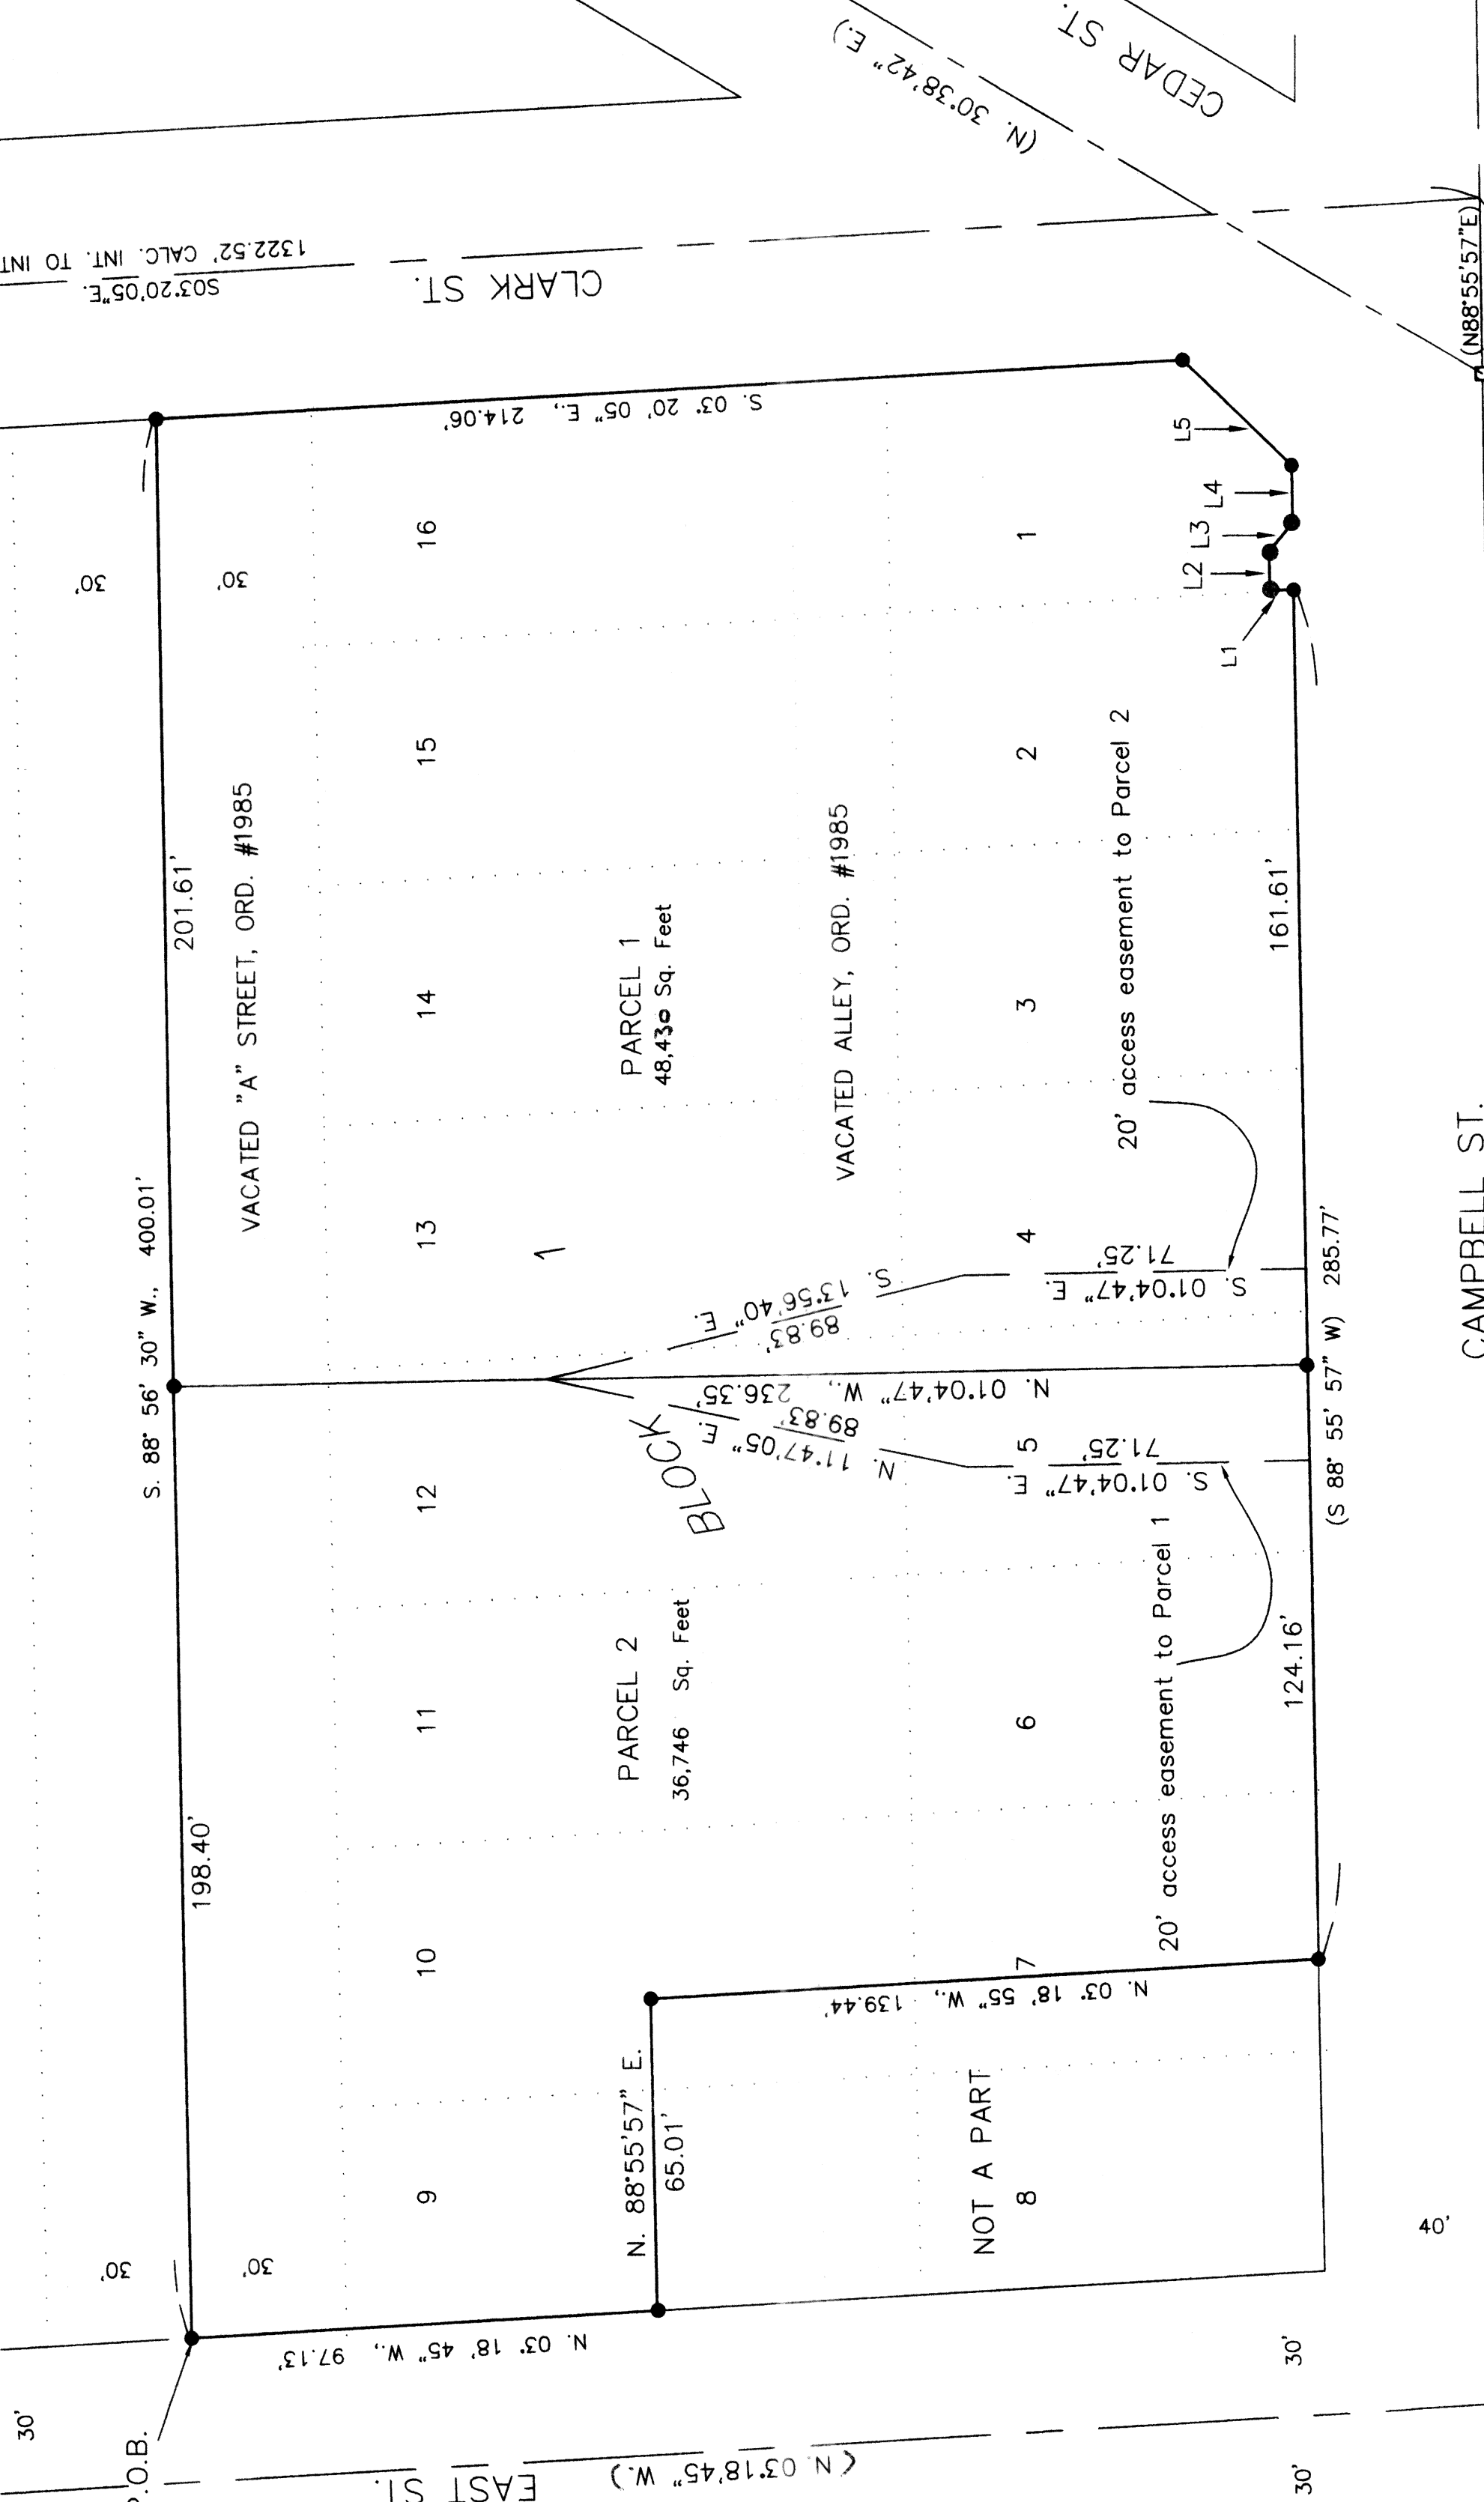 CEDAR ST.
(N. 30°38'42" E.)
(N88°55'57"E)
1322.52' CALC. INT. TO INT
S03°20'05"E.
CLARK ST.
S. 03° 20' 05" E., 214.06'
L5
L4
L3
L2
L1
30'
30'
16
1
201.61'
VACATED "A" STREET, ORD. #1985
15
2
14
3
PARCEL 1
48,430 Sq. Feet
VACATED ALLEY, ORD. #1985
20' access easement to Parcel 2
161.61'
13
4
1
S. 88° 56' 30" W., 400.01'
S. 13°56'40" E.
89.83'
S. 01°04'47" E.
71.25'
N. 01°04'47" W., 236.35'
N. 11°47'05" E.
89.83'
S. 01°04'47" E.
71.25'
(S 88° 55' 57" W) 285.77'
CAMPBELL ST.
BLOCK
12
5
PARCEL 2
36,746 Sq. Feet
11
6
20' access easement to Parcel 1
124.16'
198.40'
10
7
N. 03° 18' 55" W., 139.44'
N. 88°55'57" E.
65.01'
NOT A PART
9
8
30'
30'
40'
N. 03° 18' 45" W., 97.13'
30'
30'
30'
P.O.B.
EAST ST.
(N. 03°18'45" W.)